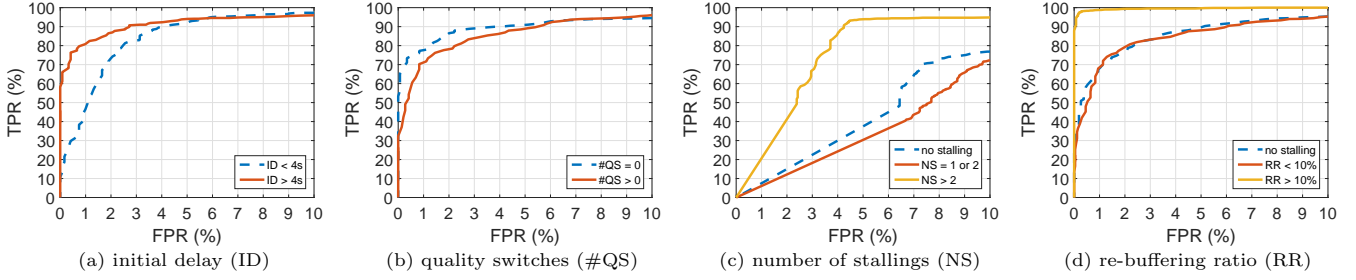 TPR (%)
100
90
80
70
60
50
40
30
20
10
0
ID < 4s
ID > 4s
0 1 2 3 4 5 6 7 8 9 10
FPR (%)
(a) initial delay (ID)
TPR (%)
100
90
80
70
60
50
40
30
20
10
0
#QS = 0
#QS > 0
0 1 2 3 4 5 6 7 8 9 10
FPR (%)
(b) quality switches (#QS)
TPR (%)
100
90
80
70
60
50
40
30
20
10
0
no stalling
NS = 1 or 2
NS > 2
0 1 2 3 4 5 6 7 8 9 10
FPR (%)
(c) number of stallings (NS)
TPR (%)
100
90
80
70
60
50
40
30
20
10
0
no stalling
RR < 10%
RR > 10%
0 1 2 3 4 5 6 7 8 9 10
FPR (%)
(d) re-buffering ratio (RR)